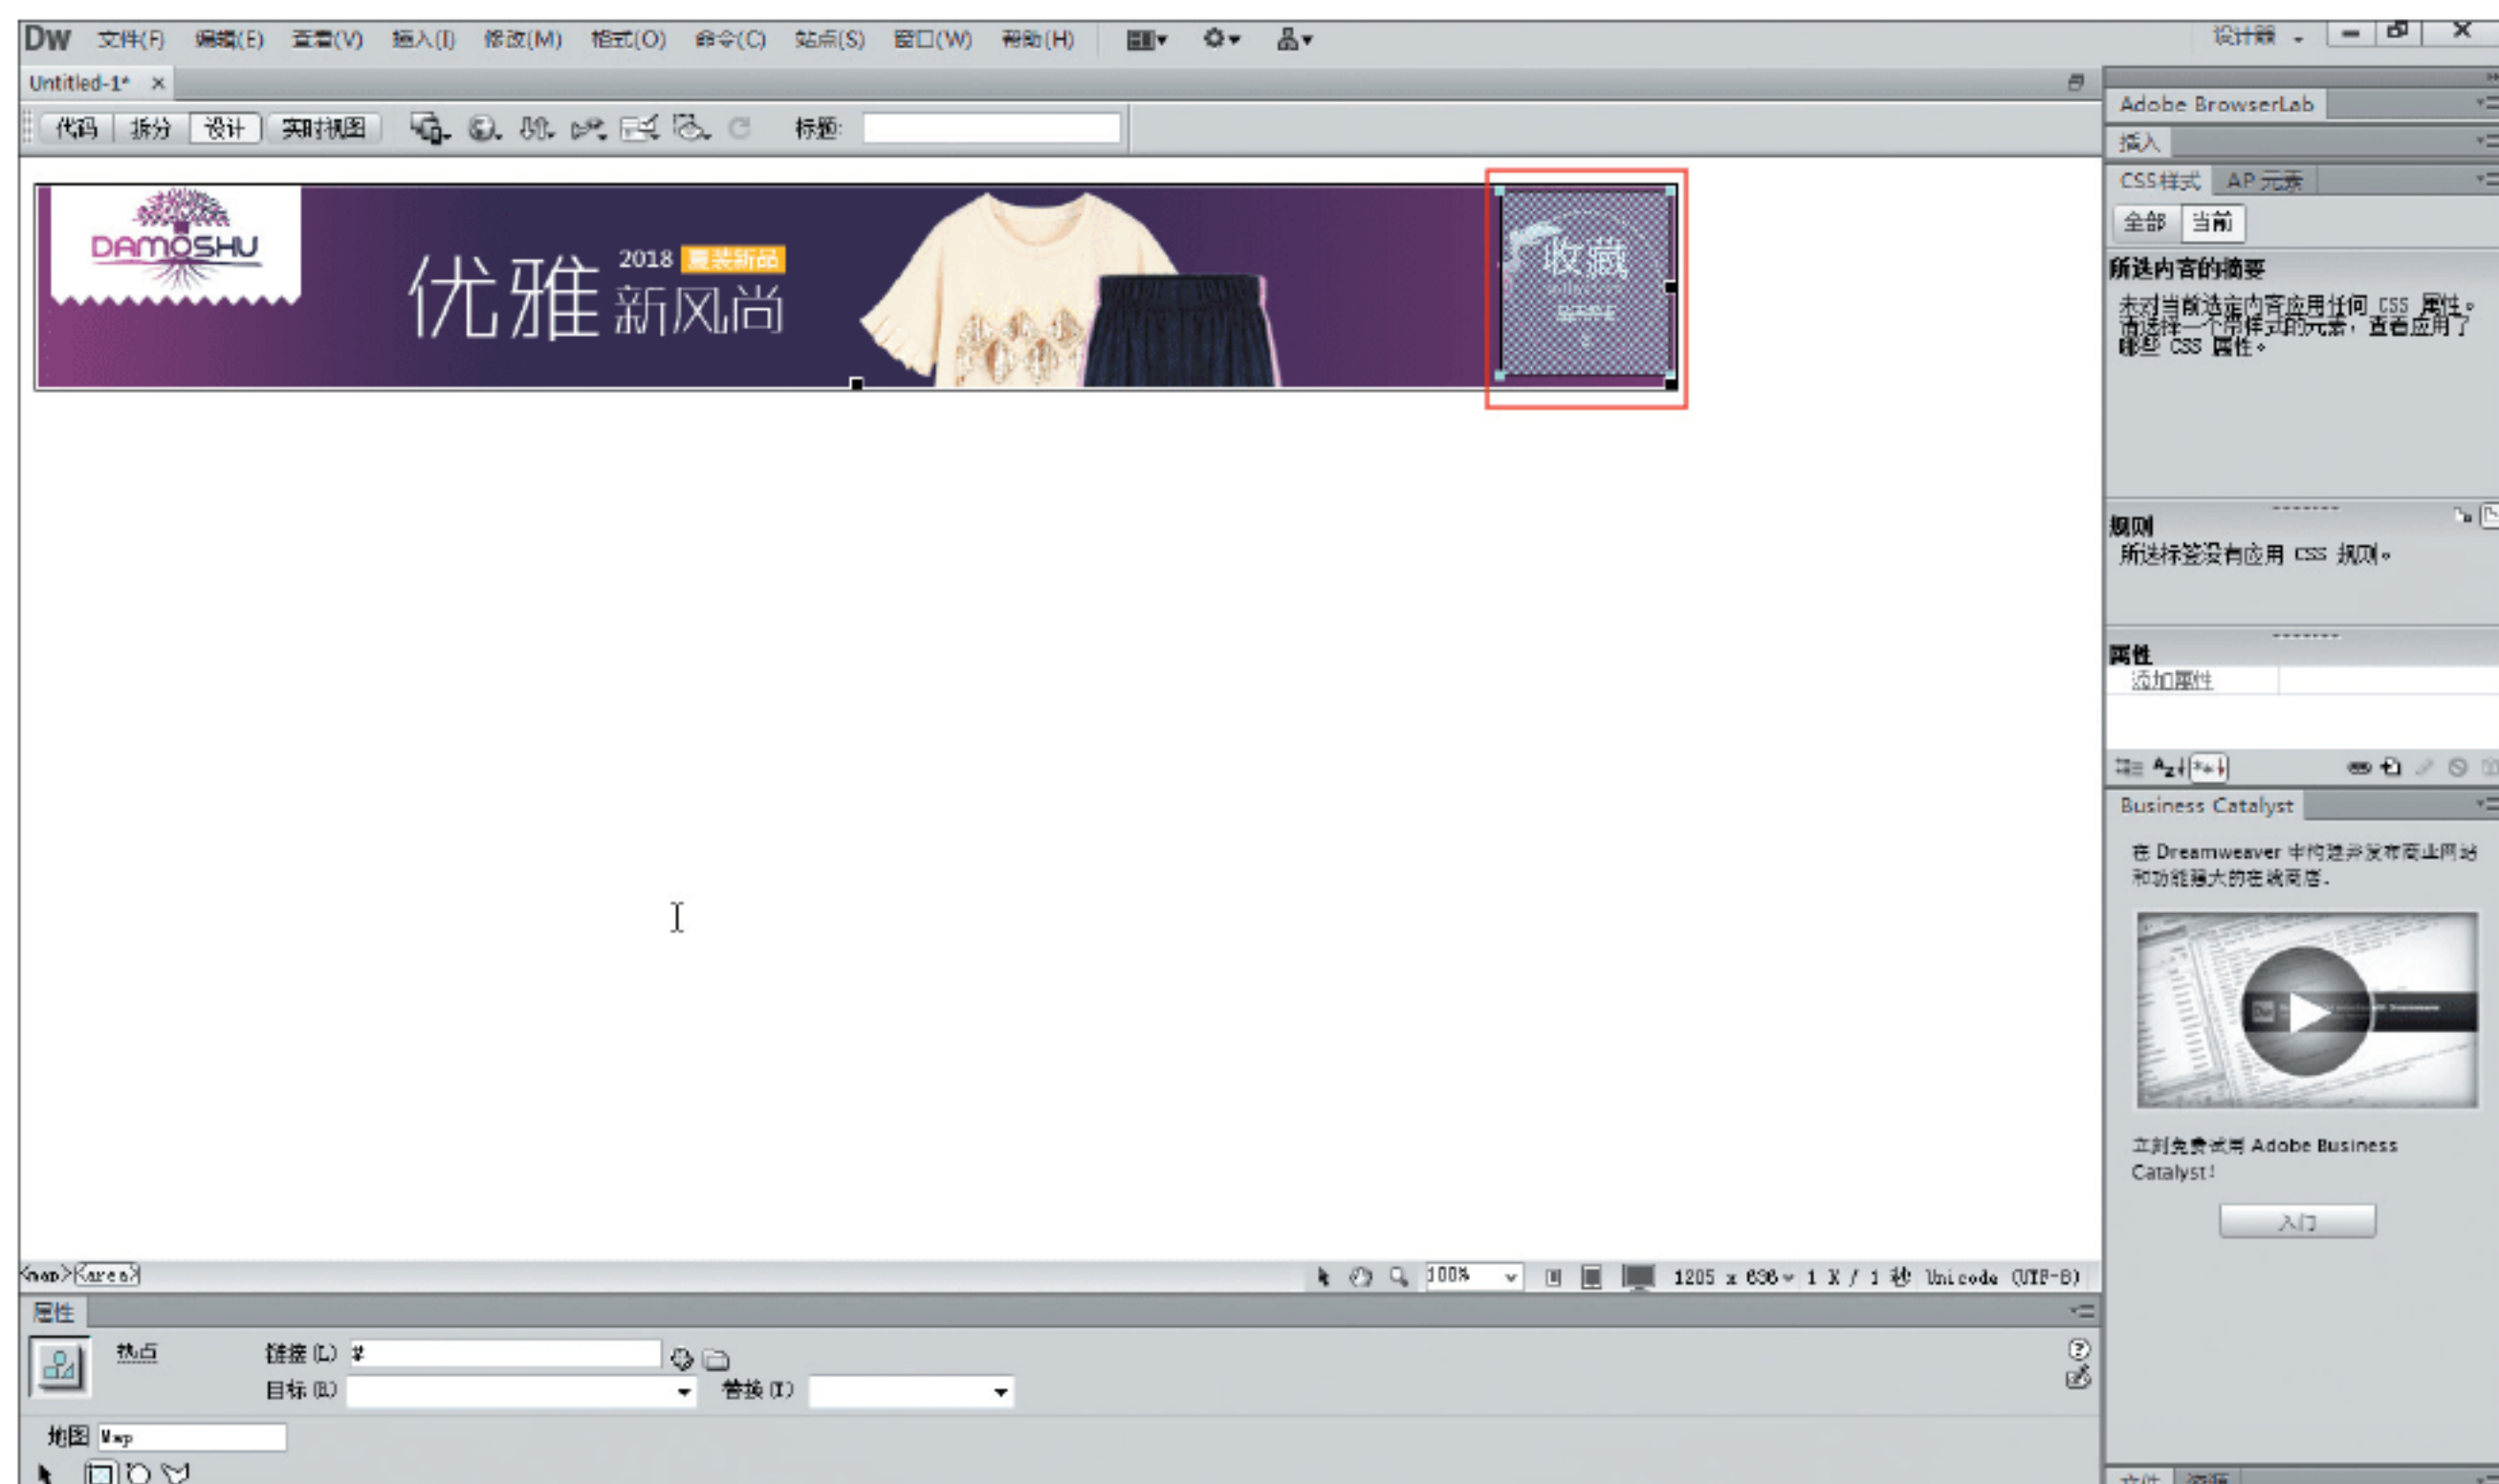 Dw 文件(F) 编辑(E) 查看(V) 插入(I) 修改(M) 格式(O) 命令(C) 站点(S) 窗口(W) 帮助(H) 设计器
Untitled-1* ×
代码 拆分 设计 实时视图 标题:
DAMOSHU
优雅 2018 夏装新品
新风尚
收藏
Adobe BrowserLab
插入
CSS样式 AP 元素
全部 当前
所选内容的摘要
未对当前选定内容应用任何 CSS 属性。
请选择一个带样式的元素，查看应用了
哪些 CSS 属性。
规则
所选标签没有应用 CSS 规则。
属性
添加属性
Business Catalyst
在 Dreamweaver 中构建并发布商业网站
和功能强大的在线商店.
立刻免费试用 Adobe Business
Catalyst!
入门
<map><area> 100% 1205 x 636 1 K / 1 秒 Unicode (UTF-8)
属性
热点 链接(L) #
目标(R) 替换(T)
地图 Map
文件 资源